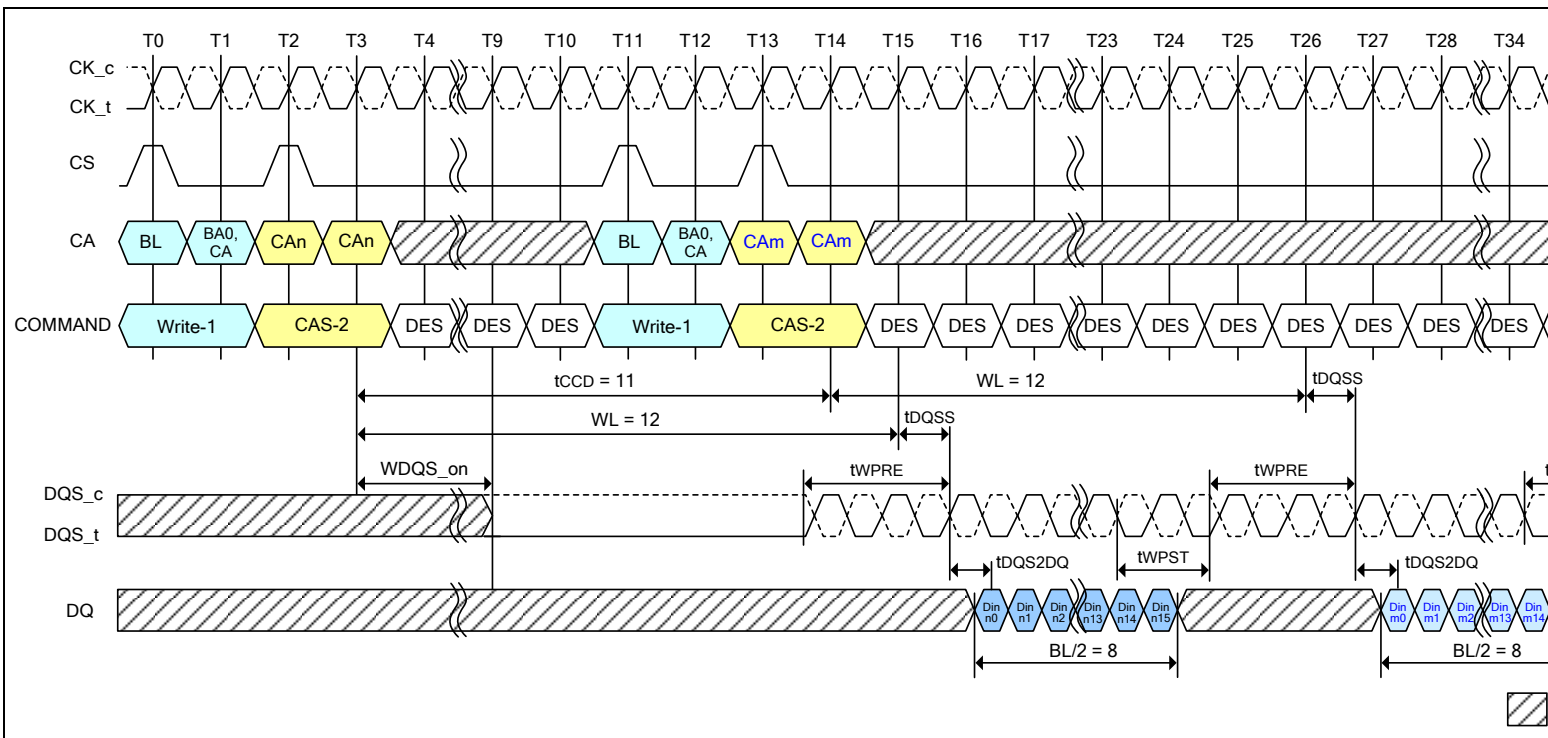 T0 T1 T2 T3 T4 T9 T10 T11 T12 T13 T14 T15 T16 T17 T23 T24 T25 T26 T27 T28 T34
CK_c
CK_t
CS
CA BL BA0, CA CAn CAn BL BA0, CA CAm CAm
COMMAND Write-1 CAS-2 DES DES DES Write-1 CAS-2 DES DES DES DES DES DES DES DES DES DES
tCCD = 11 WL = 12 tDQSS
WL = 12 tDQSS
WDQS_on tWPRE tWPRE t
DQS_c
DQS_t
tDQS2DQ tWPST tDQS2DQ
DQ Din n0 Din n1 Din n2 Din n13 Din n14 Din n15 Din m0 Din m1 Din m2 Din m13 Din m14
BL/2 = 8 BL/2 = 8